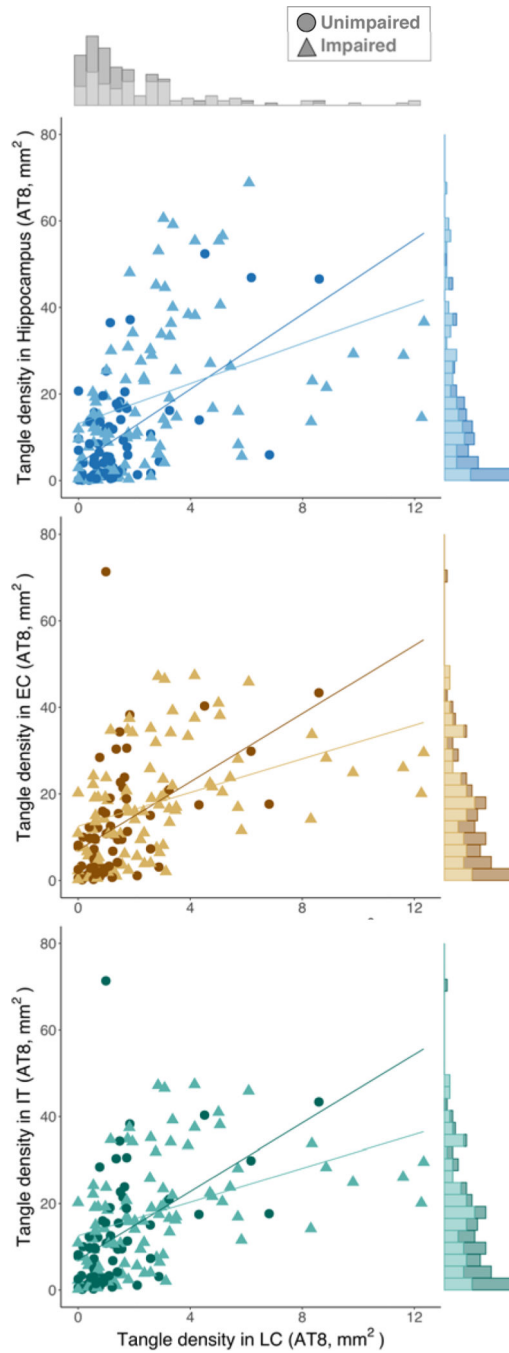 Unimpaired
Impaired
Tangle density in Hippocampus (AT8, mm²)
80
60
40
20
0
0 4 8 12
Tangle density in EC (AT8, mm²)
80
60
40
20
0
0 4 8 12
Tangle density in IT (AT8, mm²)
80
60
40
20
0
0 4 8 12
Tangle density in LC (AT8, mm²)